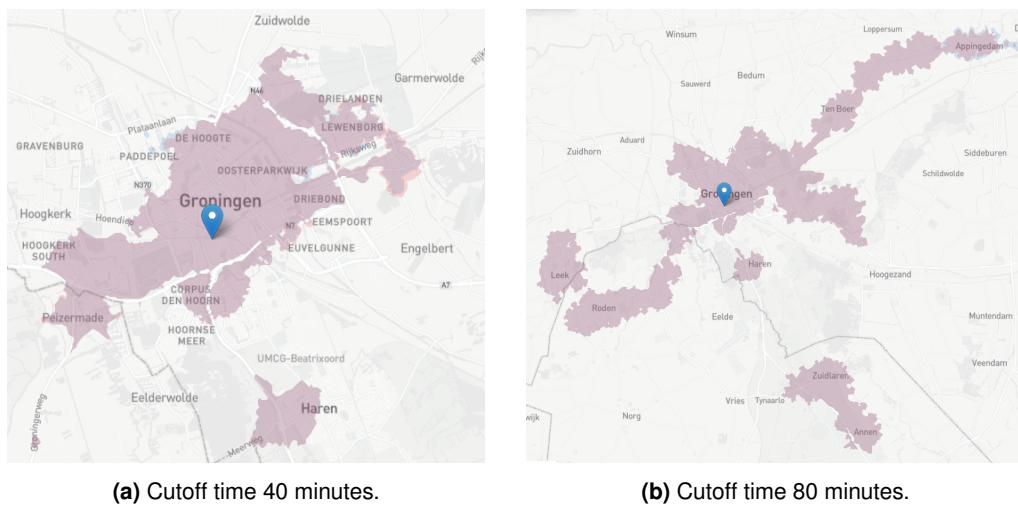 Zuidwolde
Garmerwolde
N46
DRIELANDEN
Plataanlaan
LEWENBORG
DE HOOGTE
GRAVENBURG
PADDEPOEL
Rijksweg
OOSTERPARKWIJK
N370
Groningen
DRIEBOND
Hoogkerk
Hoendiep
EEMSPOORT
N7
HOOGKERK
SOUTH
EUVELGUNNE
Engelbert
A7
CORPUS
DEN HOORN
Peizermade
HOORNSE
MEER
UMCG-Beatrixoord
Eelderwolde
Haren
Groningerweg
Meerweg
(a) Cutoff time 40 minutes.
Winsum
Loppersum
Appingedam
Bedum
Sauwerd
Ten Boer
Aduard
Zuidhorn
Siddeburen
Schildwolde
Groningen
Leek
Haren
Hoogezand
Roden
Eelde
Muntendam
Veendam
Zuidlaren
Vries
Tynaarlo
Norg
wijk
Annen
(b) Cutoff time 80 minutes.